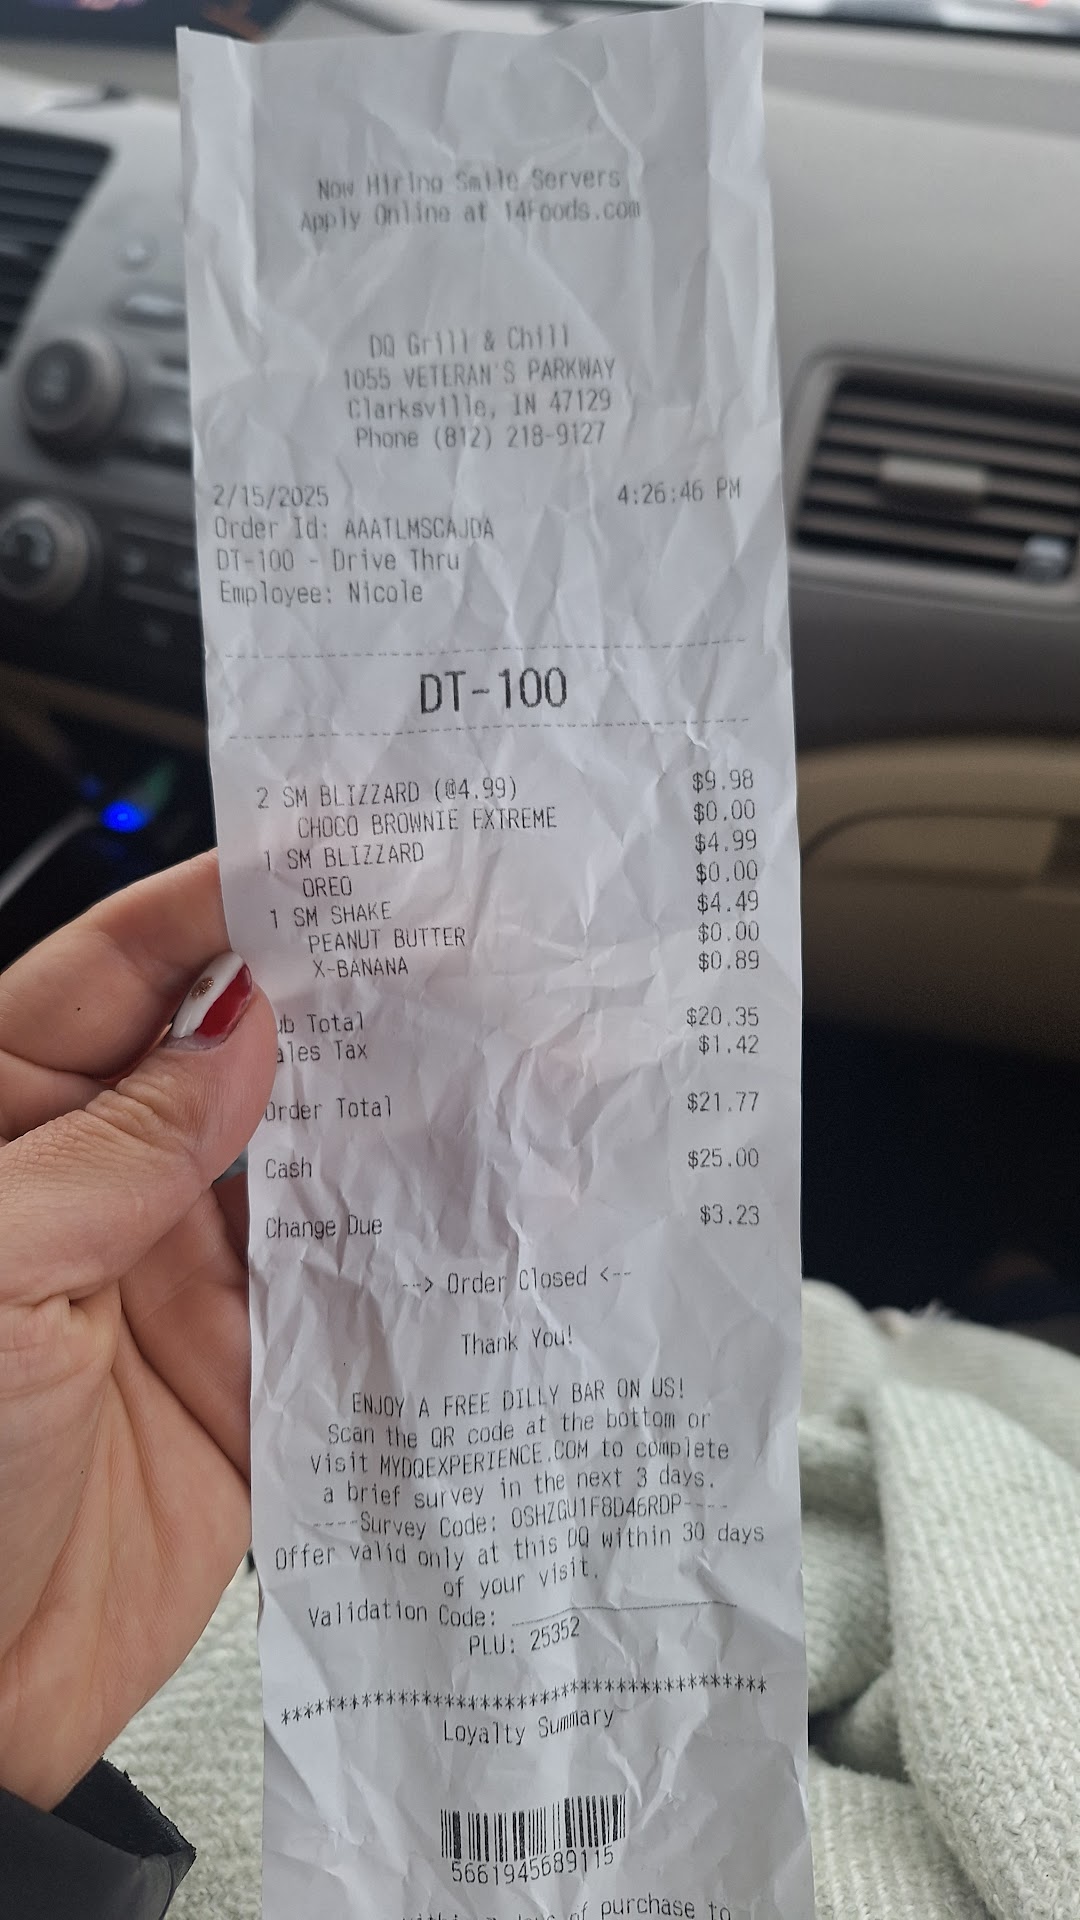 Now Hiring Smile Servers
Apply Online at 14Foods.com
DQ Grill & Chill
1055 VETERAN'S PARKWAY
Clarksville, IN 47129
Phone (812) 218-9127
2/15/2025 4:26:46 PM
Order Id: AAATLMSCAJDA
DT-100 - Drive Thru
Employee: Nicole
DT-100
2 SM BLIZZARD (@4.99) $9.98
CHOCO BROWNIE EXTREME $0.00
1 SM BLIZZARD $4.99
OREO $0.00
1 SM SHAKE $4.49
PEANUT BUTTER $0.00
X-BANANA $0.89
ub Total $20.35
ales Tax $1.42
Order Total $21.77
Cash $25.00
Change Due $3.23
--> Order Closed <--
Thank You!
ENJOY A FREE DILLY BAR ON US!
Scan the QR code at the bottom or
Visit MYDQEXPERIENCE.COM to complete
a brief survey in the next 3 days.
----Survey Code: OSHZGU1F8D46RDP----
Offer valid only at this DQ within 30 days
of your visit.
Validation Code: ____________________
PLU: 25352
******************************************
Loyalty Summary
5661945689115
of purchase to